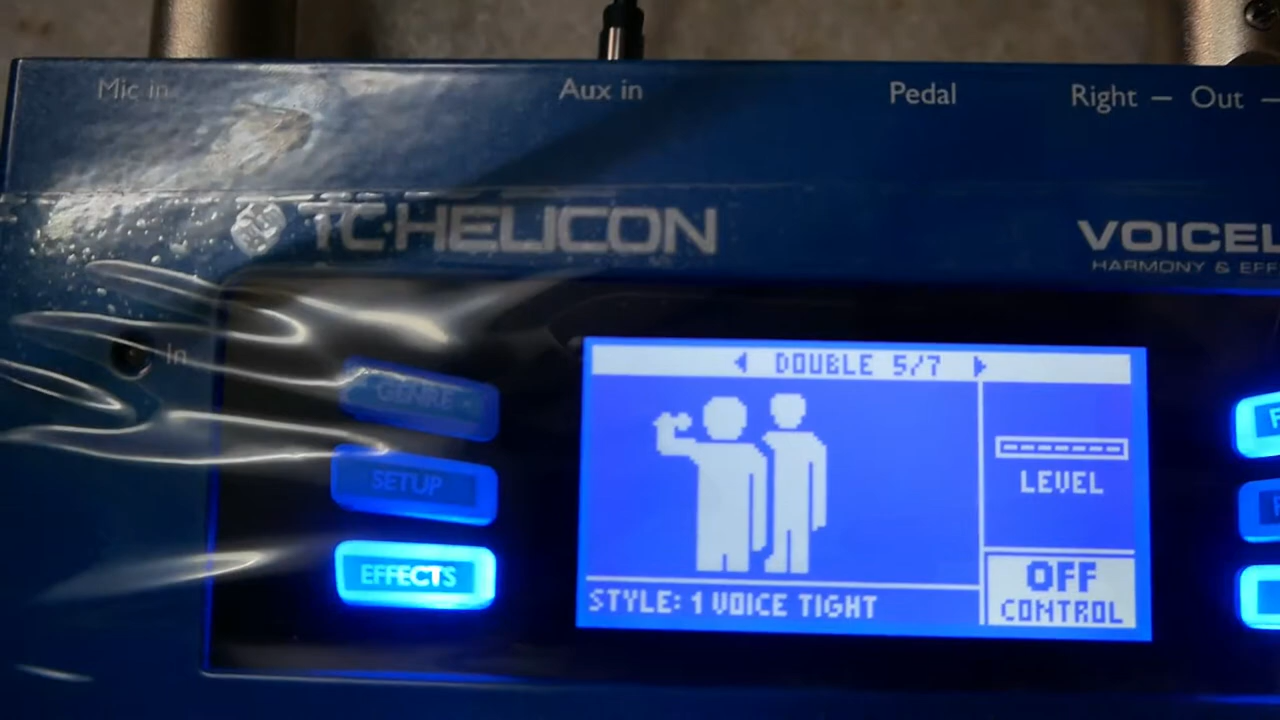 Mic in
Aux in
Pedal
Right — Out —
TC·HELICON
VOICEL
HARMONY & EFF
In
GENRE
SETUP
EFFECTS
DOUBLE 5/7
LEVEL
OFF
CONTROL
STYLE: 1 VOICE TIGHT